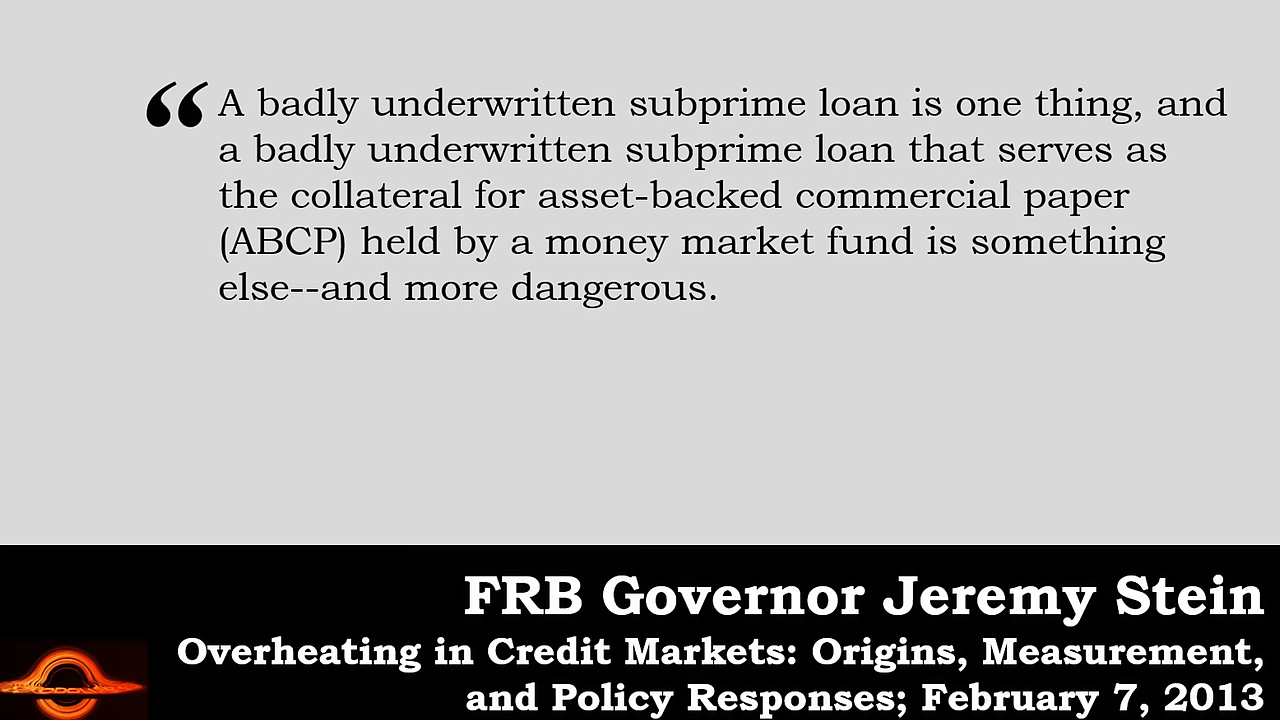 “A badly underwritten subprime loan is one thing, and
a badly underwritten subprime loan that serves as
the collateral for asset-backed commercial paper
(ABCP) held by a money market fund is something
else--and more dangerous.
FRB Governor Jeremy Stein
Overheating in Credit Markets: Origins, Measurement,
and Policy Responses; February 7, 2013